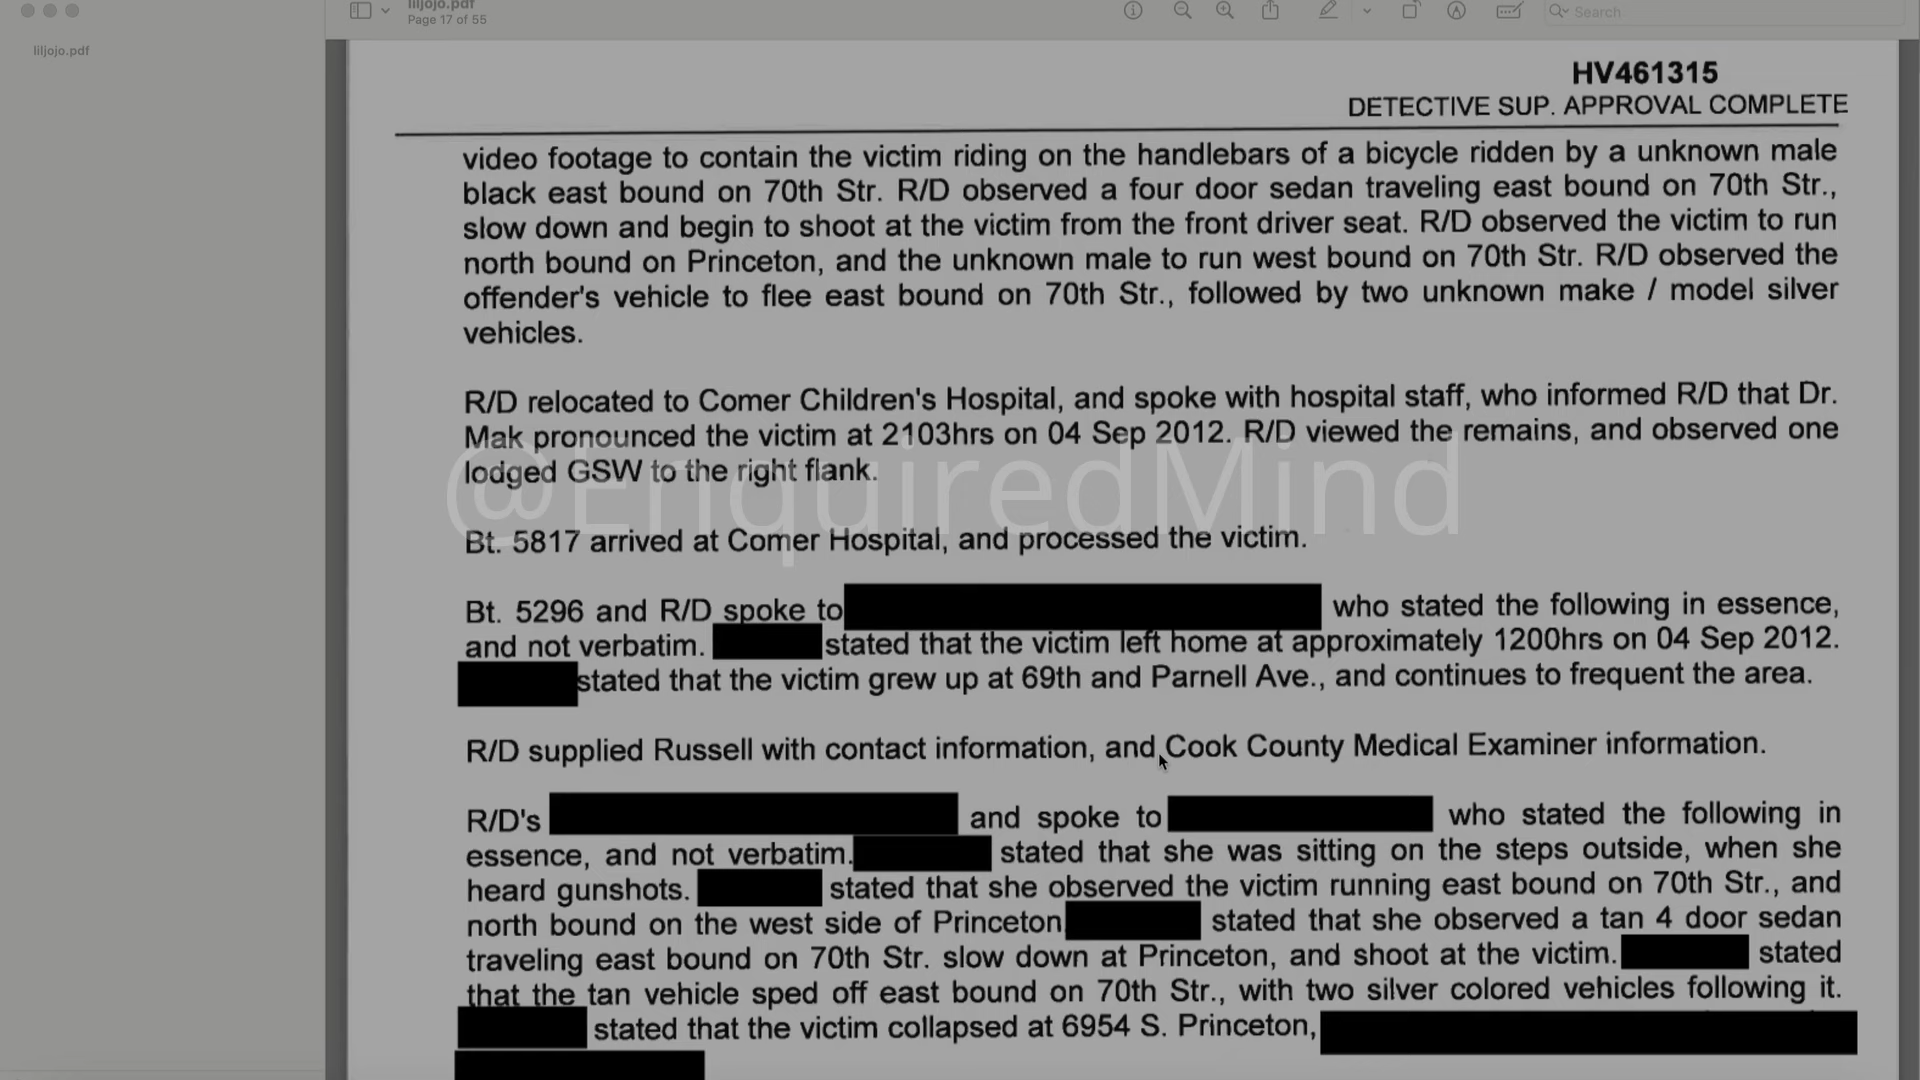 liljojo.pdf
Page 17 of 55
Search
liljojo.pdf
HV461315
DETECTIVE SUP. APPROVAL COMPLETE
video footage to contain the victim riding on the handlebars of a bicycle ridden by a unknown male
black east bound on 70th Str. R/D observed a four door sedan traveling east bound on 70th Str.,
slow down and begin to shoot at the victim from the front driver seat. R/D observed the victim to run
north bound on Princeton, and the unknown male to run west bound on 70th Str. R/D observed the
offender's vehicle to flee east bound on 70th Str., followed by two unknown make / model silver
vehicles.
R/D relocated to Comer Children's Hospital, and spoke with hospital staff, who informed R/D that Dr.
Mak pronounced the victim at 2103hrs on 04 Sep 2012. R/D viewed the remains, and observed one
lodged GSW to the right flank.
@EnquiredMind
Bt. 5817 arrived at Comer Hospital, and processed the victim.
Bt. 5296 and R/D spoke to who stated the following in essence,
and not verbatim. stated that the victim left home at approximately 1200hrs on 04 Sep 2012.
stated that the victim grew up at 69th and Parnell Ave., and continues to frequent the area.
R/D supplied Russell with contact information, and Cook County Medical Examiner information.
R/D's and spoke to who stated the following in
essence, and not verbatim. stated that she was sitting on the steps outside, when she
heard gunshots. stated that she observed the victim running east bound on 70th Str., and
north bound on the west side of Princeton stated that she observed a tan 4 door sedan
traveling east bound on 70th Str. slow down at Princeton, and shoot at the victim. stated
that the tan vehicle sped off east bound on 70th Str., with two silver colored vehicles following it.
stated that the victim collapsed at 6954 S. Princeton,